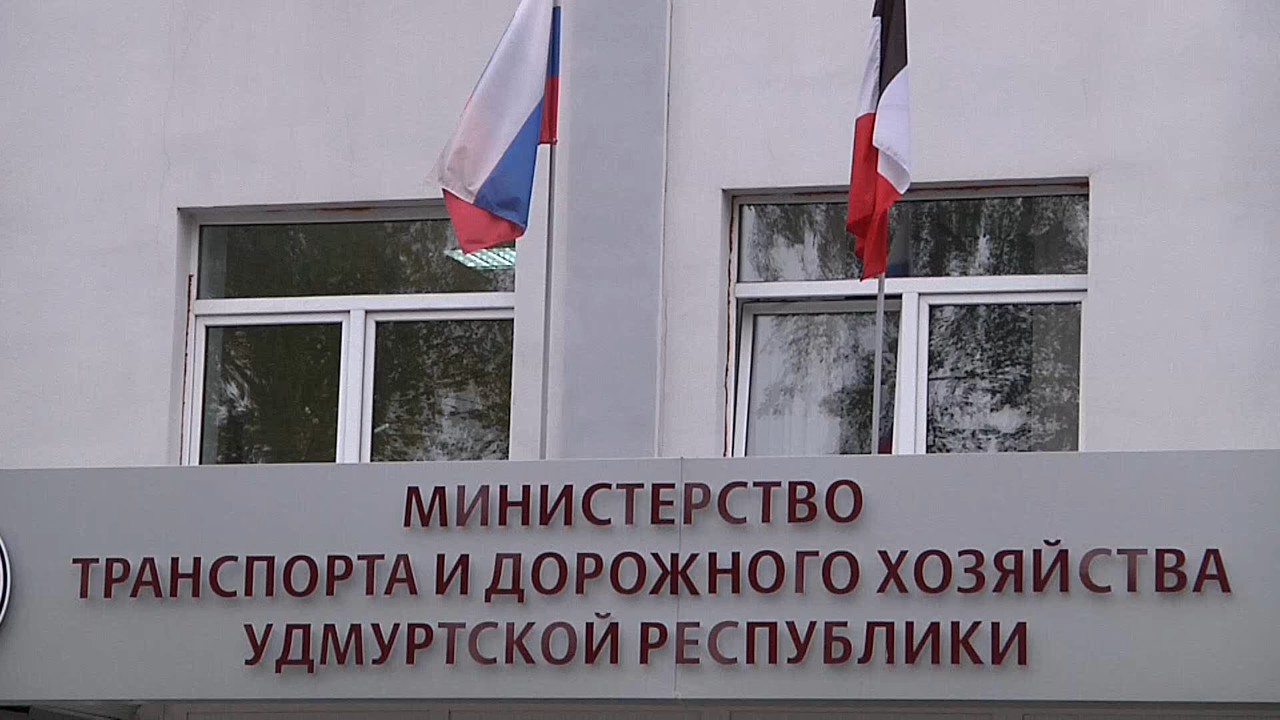 МИНИСТЕРСТВО
ТРАНСПОРТА И ДОРОЖНОГО ХОЗЯЙСТВА
УДМУРТСКОЙ РЕСПУБЛИКИ